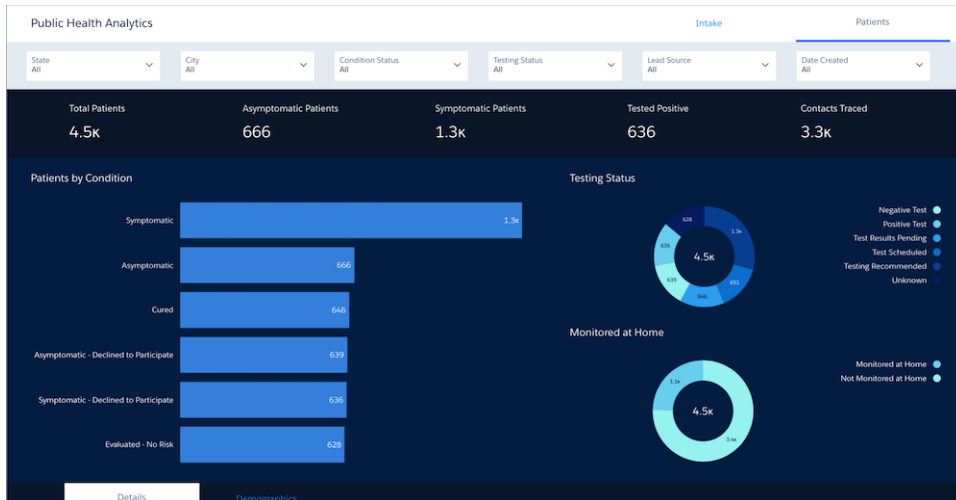 Public Health Analytics
Intake
Patients
State
All
City
All
Condition Status
All
Testing Status
All
Lead Source
All
Date Created
All
Total Patients
4.5K
Asymptomatic Patients
666
Symptomatic Patients
1.3K
Tested Positive
636
Contacts Traced
3.3K
Patients by Condition
Symptomatic
1.3K
Asymptomatic
666
Cured
646
Asymptomatic - Declined to Participate
639
Symptomatic - Declined to Participate
636
Evaluated - No Risk
628
Testing Status
628
1.3K
636
4.5K
639
651
646
Negative Test
Positive Test
Test Results Pending
Test Scheduled
Testing Recommended
Unknown
Monitored at Home
1.1K
4.5K
3.4K
Monitored at Home
Not Monitored at Home
Details
Demographics